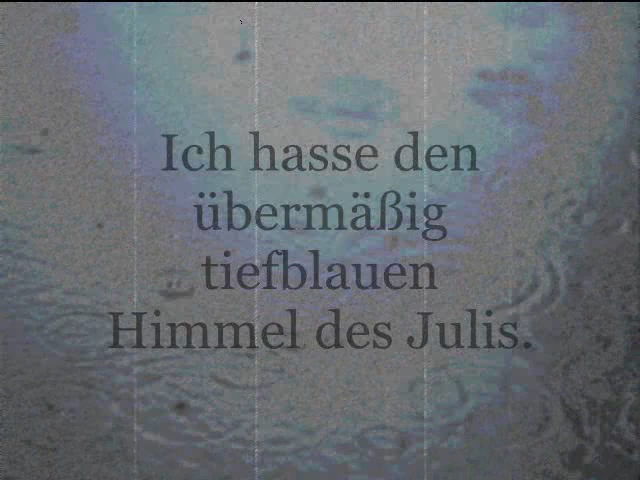 Ich hasse den
übermäßig
tiefblauen
Himmel des Julis.